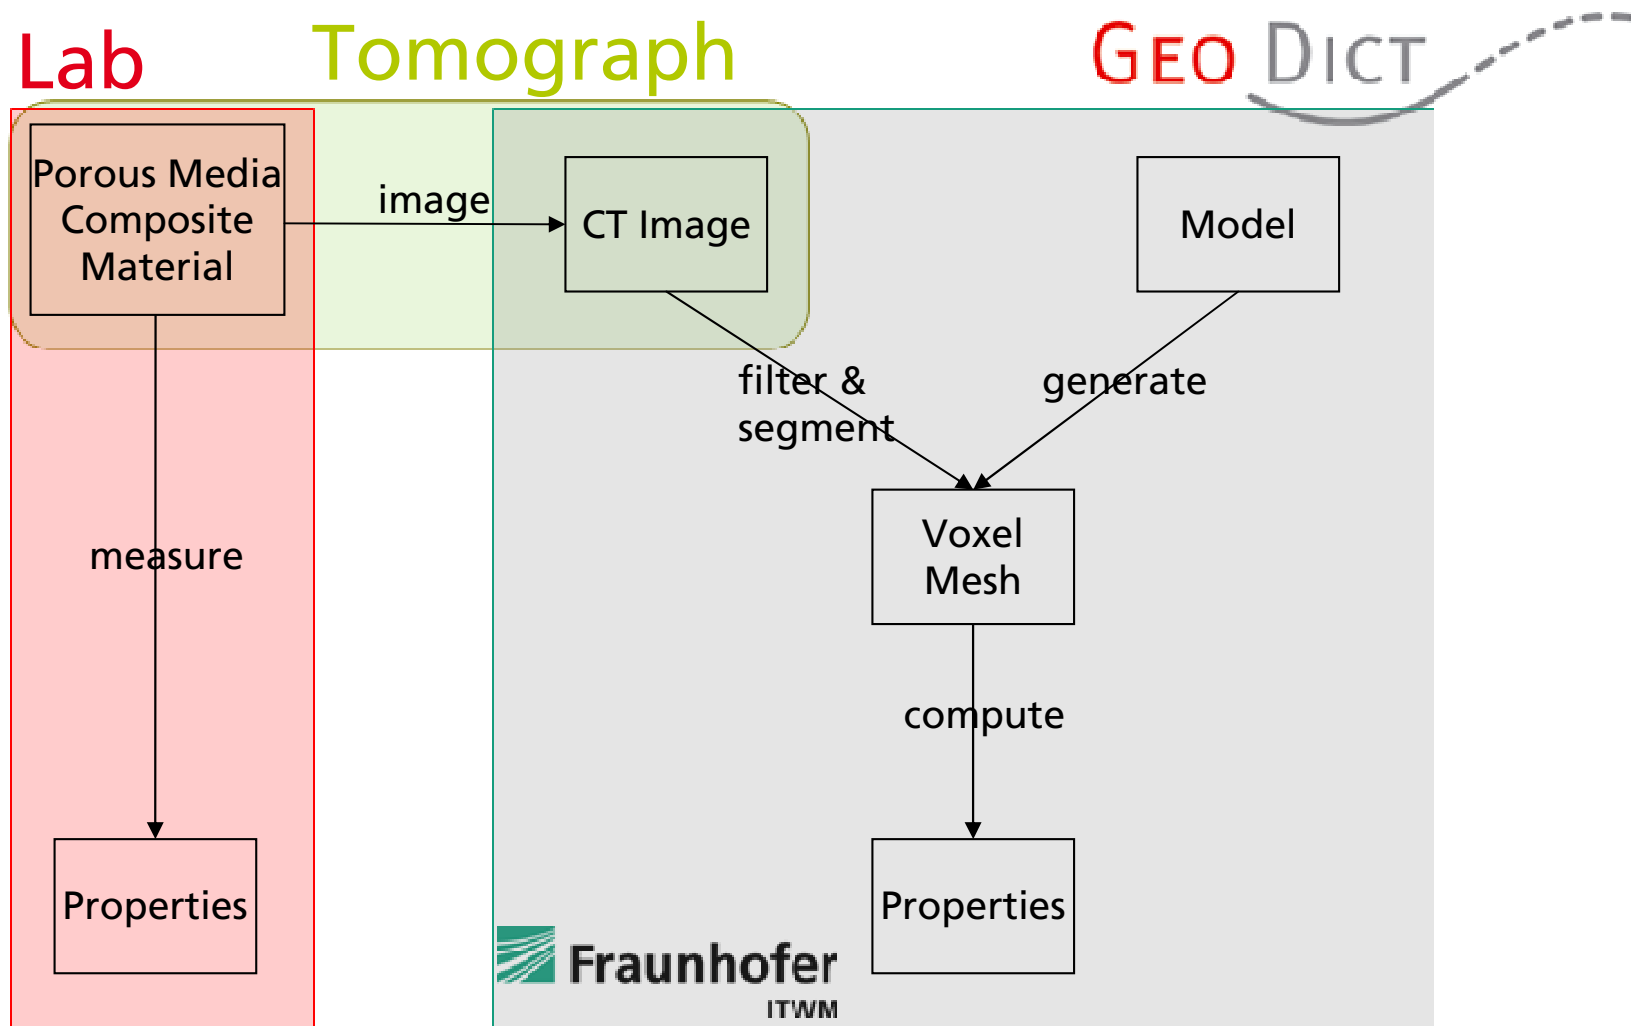 Lab
Tomograph
GEO DICT
Porous Media
Composite
Material
image
CT Image
Model
filter &
segment
generate
Voxel
Mesh
measure
compute
Properties
Properties
Fraunhofer
ITWM